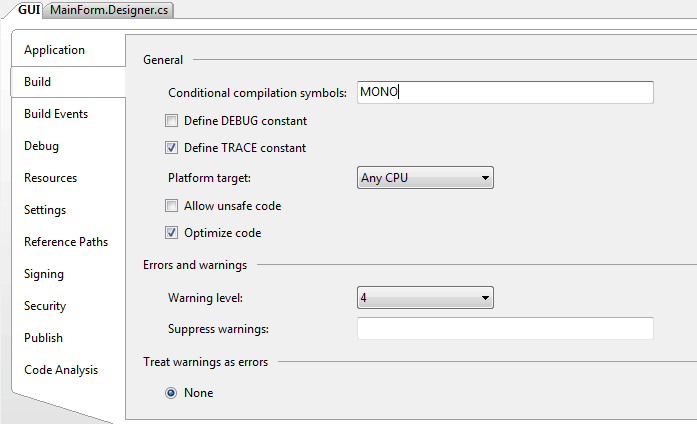 GUI MainForm.Designer.cs
Application
Build
Build Events
Debug
Resources
Settings
Reference Paths
Signing
Security
Publish
Code Analysis
General
Conditional compilation symbols: MONO
Define DEBUG constant
Define TRACE constant
Platform target: Any CPU
Allow unsafe code
Optimize code
Errors and warnings
Warning level: 4
Suppress warnings:
Treat warnings as errors
None